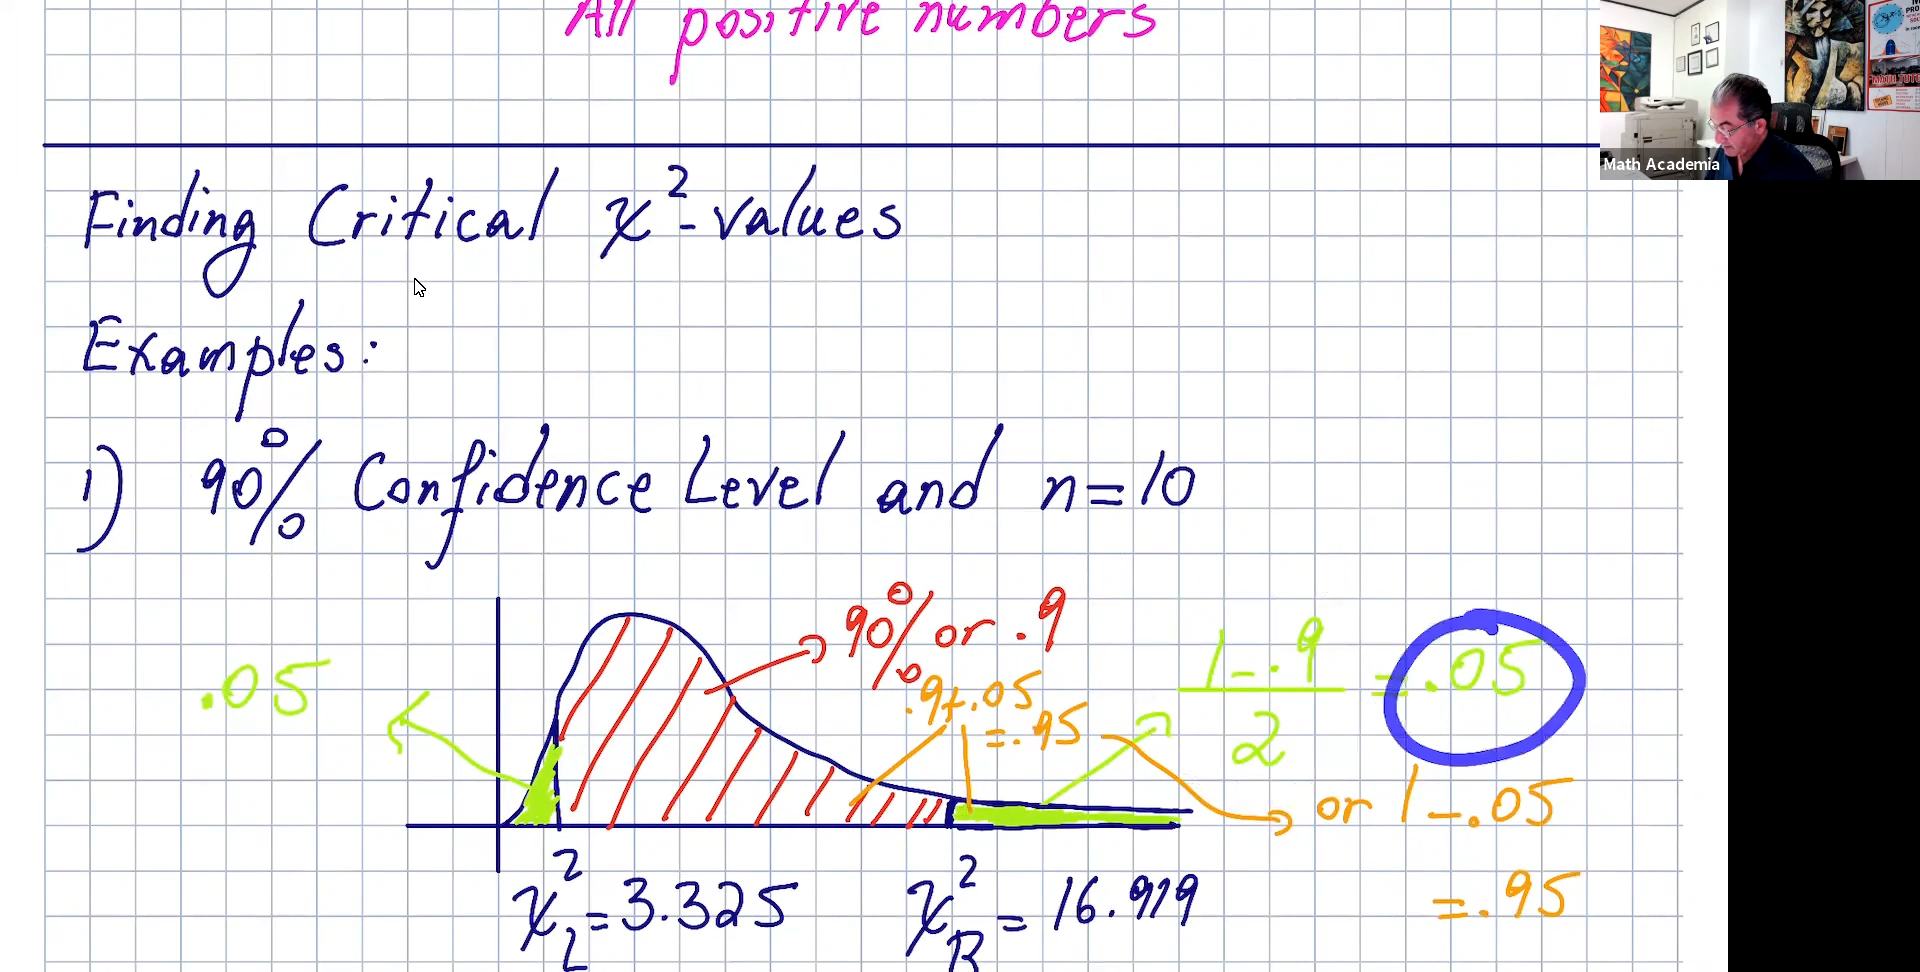 All positive numbers
Math Academia
Finding Critical χ²-values
Examples:
1) 90% Confidence Level and n=10
90% or .9
.9+.05
=.95
.05
1-.9
2
= .05
or 1-.05
=.95
χ²L=3.325
χ²R = 16.919